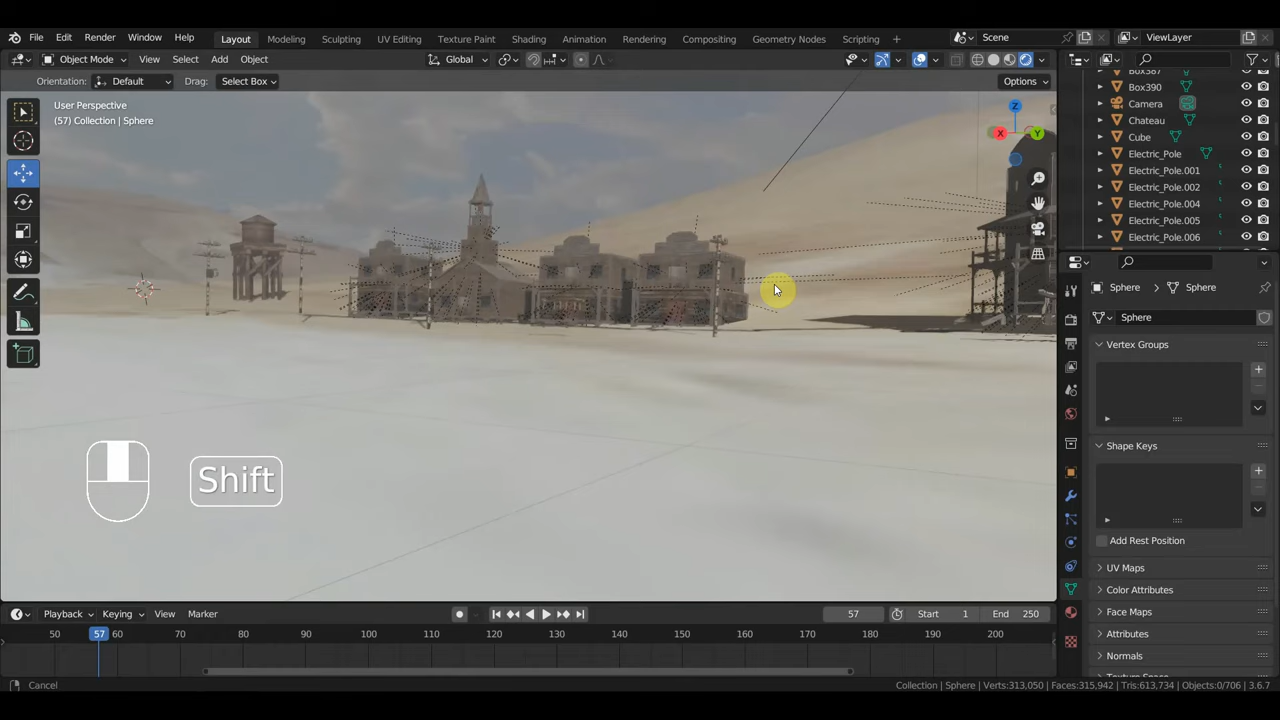 File Edit Render Window Help
Layout Modeling Sculpting UV Editing Texture Paint Shading Animation Rendering Compositing Geometry Nodes Scripting +
Scene
ViewLayer
Object Mode View Select Add Object
Global
Orientation: Default Drag: Select Box
Options
User Perspective
(57) Collection | Sphere
Z
X
Y
Box387
Box390
Camera
Chateau
Cube
Electric_Pole
Electric_Pole.001
Electric_Pole.002
Electric_Pole.004
Electric_Pole.005
Electric_Pole.006
Sphere > Sphere
Sphere
Vertex Groups
Shape Keys
Add Rest Position
UV Maps
Color Attributes
Face Maps
Attributes
Normals
Texture Space
Shift
Playback Keying View Marker
57 Start 1 End 250
50 57 60 70 80 90 100 110 120 130 140 150 160 170 180 190 200
Cancel
Collection | Sphere | Verts:313,050 | Faces:315,942 | Tris:613,734 | Objects:0/706 | 3.6.7